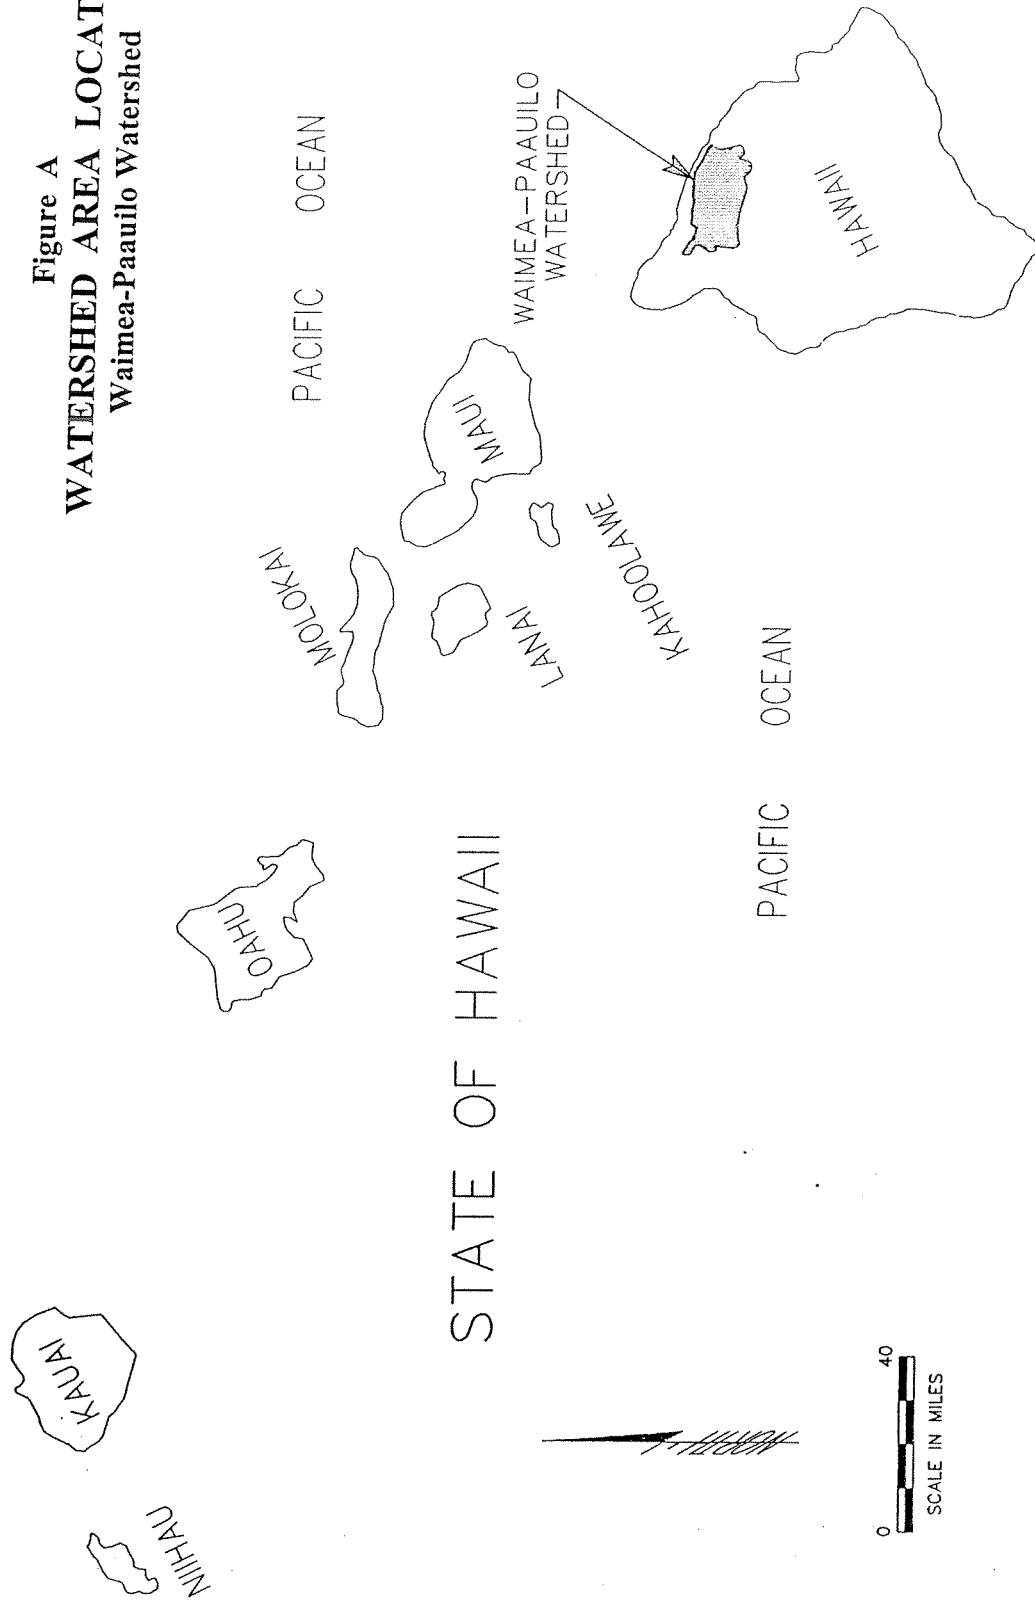 Figure A
WATERSHED AREA LOCAT
Waimea-Paauilo Watershed
NIIHAU
KAUAI
OAHU
MOLOKAI
LANAI
MAUI
KAHOOLAWE
PACIFIC OCEAN
WAIMEA-PAAUILO
WATERSHED
HAWAII
STATE OF HAWAII
PACIFIC OCEAN
NORTH
0 40
SCALE IN MILES